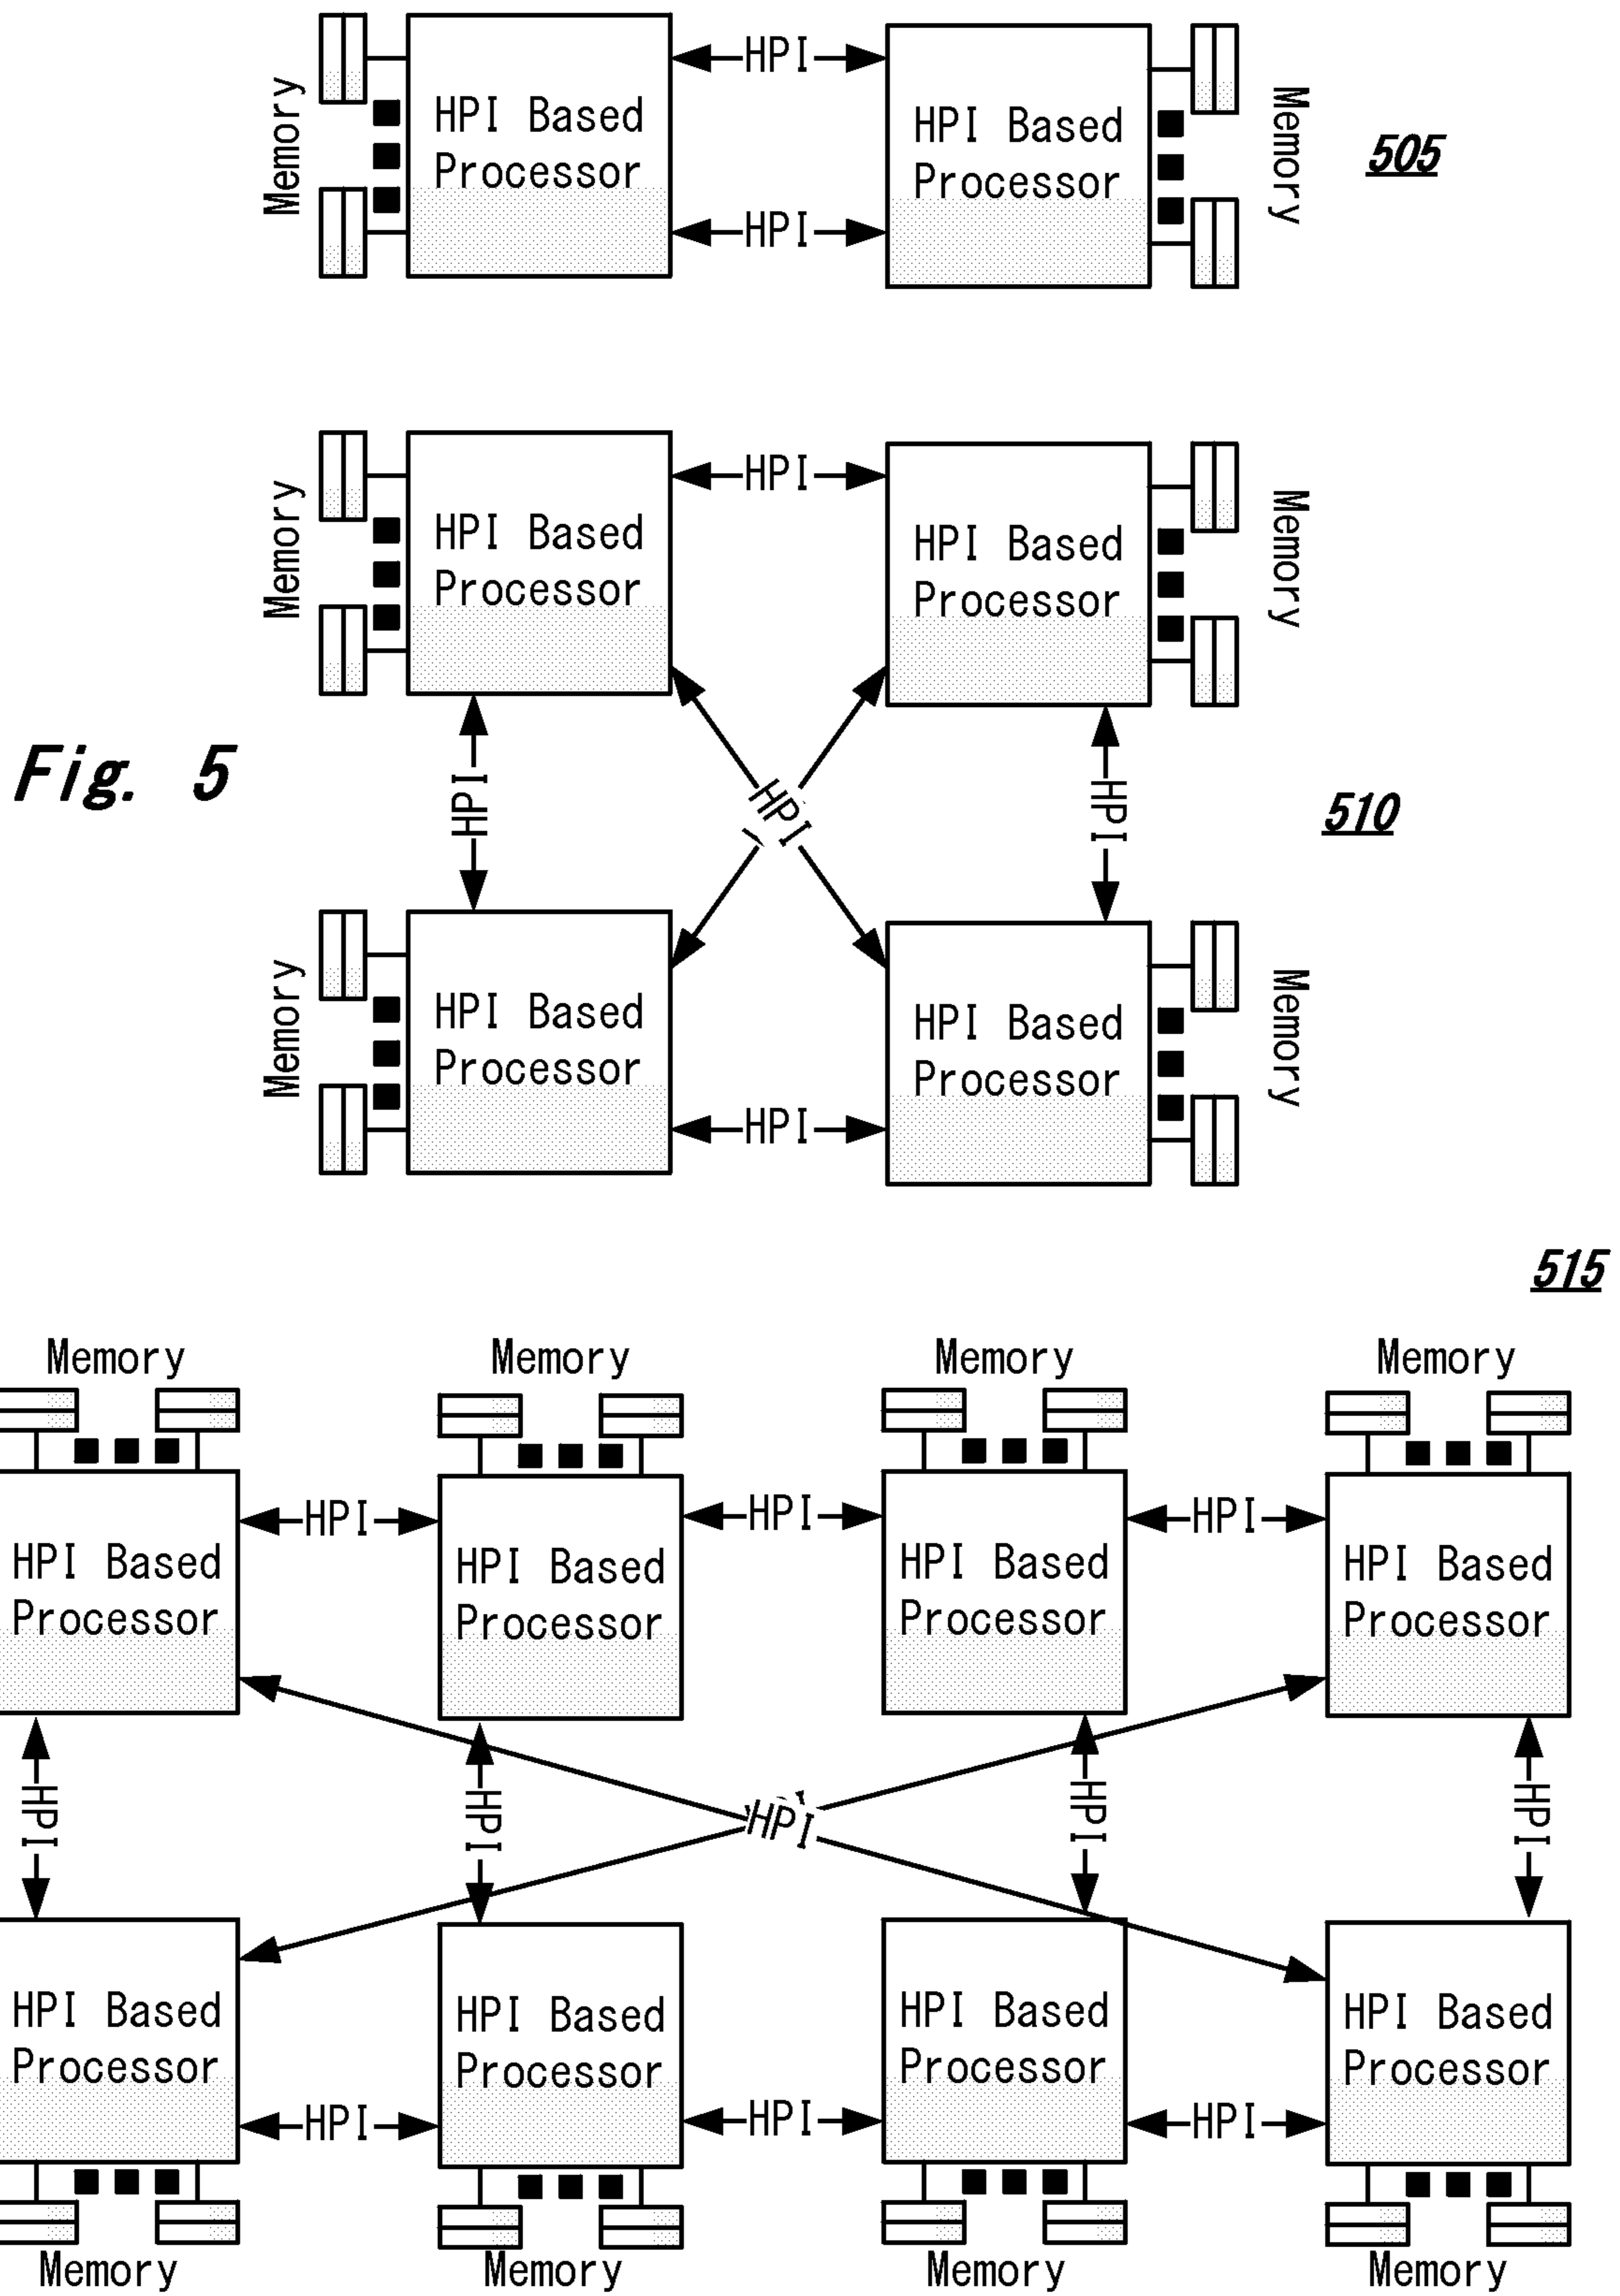 HPI
HPI Based
Processor
HPI Based
Processor
Memory
Memory
505
HPI
HPI
HPI Based
Processor
HPI Based
Processor
Memory
Memory
Fig. 5
HPI
HPI
HPI
510
HPI Based
Processor
HPI Based
Processor
Memory
Memory
HPI
515
Memory Memory Memory Memory
HPI HPI HPI
HPI Based HPI Based HPI Based HPI Based
Processor Processor Processor Processor
HPI HPI HPI HPI HPI
HPI Based HPI Based HPI Based HPI Based
Processor Processor Processor Processor
HPI HPI HPI
Memory Memory Memory Memory